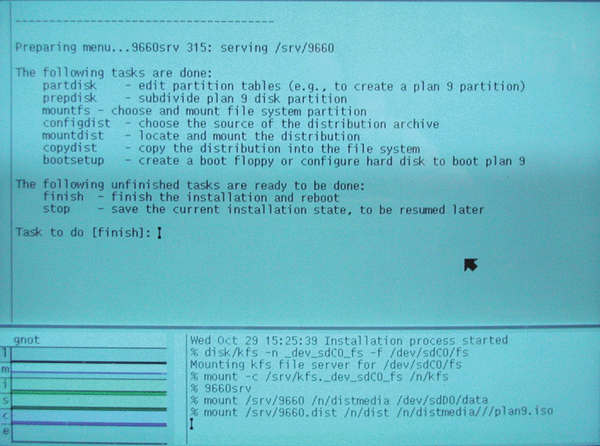 ---------------------------------------
Preparing menu...9660srv 315: serving /srv/9660
The following tasks are done:
partdisk - edit partition tables (e.g., to create a plan 9 partition)
prepdisk - subdivide plan 9 disk partition
mountfs - choose and mount file system partition
configdist - choose the source of the distribution archive
mountdist - locate and mount the distribution
copydist - copy the distribution into the file system
bootsetup - create a boot floppy or configure hard disk to boot plan 9
The following unfinished tasks are ready to be done:
finish - finish the installation and reboot
stop - save the current installation state, to be resumed later
Task to do [finish]:
gnot
l
m
i
s
c
e
Wed Oct 29 15:25:39 Installation process started
% disk/kfs -n _dev_sdC0_fs -f /dev/sdC0/fs
Mounting kfs file server for /dev/sdC0/fs
% mount -c /srv/kfs._dev_sdC0_fs /n/kfs
% 9660srv
% mount /srv/9660 /n/distmedia /dev/sdD0/data
% mount /srv/9660.dist /n/dist /n/distmedia///plan9.iso